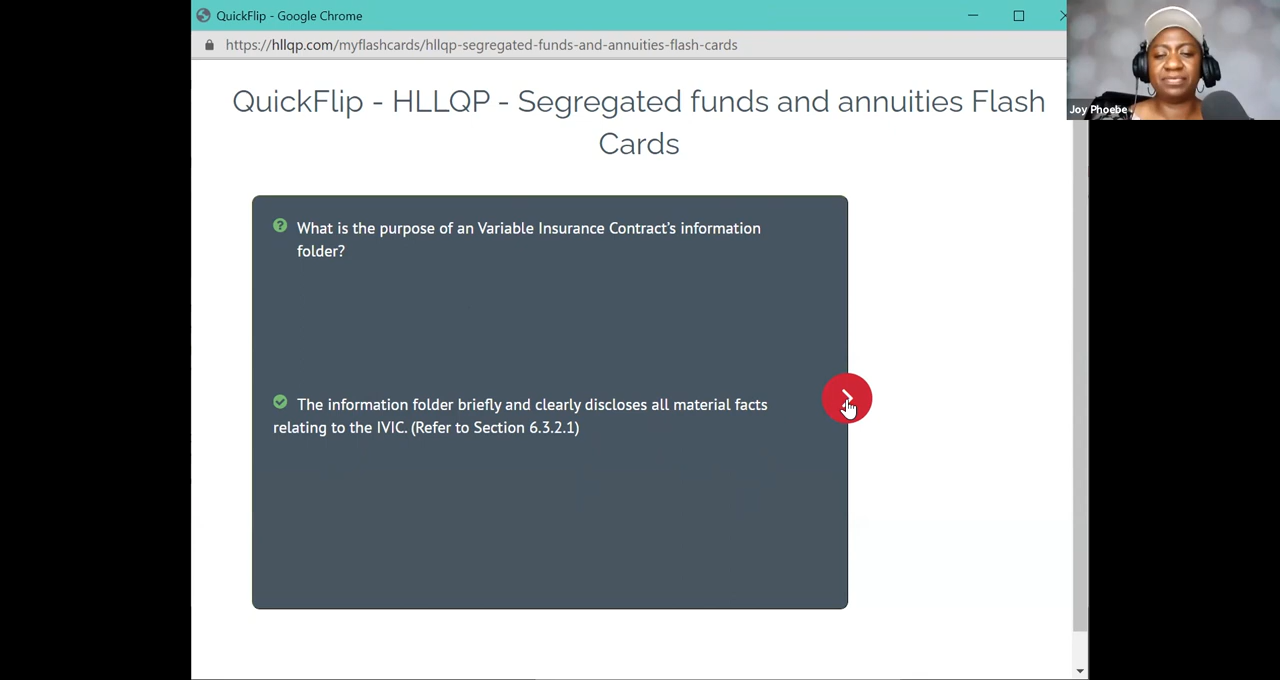 QuickFlip - Google Chrome
https://hllqp.com/myflashcards/hllqp-segregated-funds-and-annuities-flash-cards
Joy Phoebe
QuickFlip - HLLQP - Segregated funds and annuities Flash
Cards
What is the purpose of an Variable Insurance Contract's information
folder?
The information folder briefly and clearly discloses all material facts
relating to the IVIC. (Refer to Section 6.3.2.1)